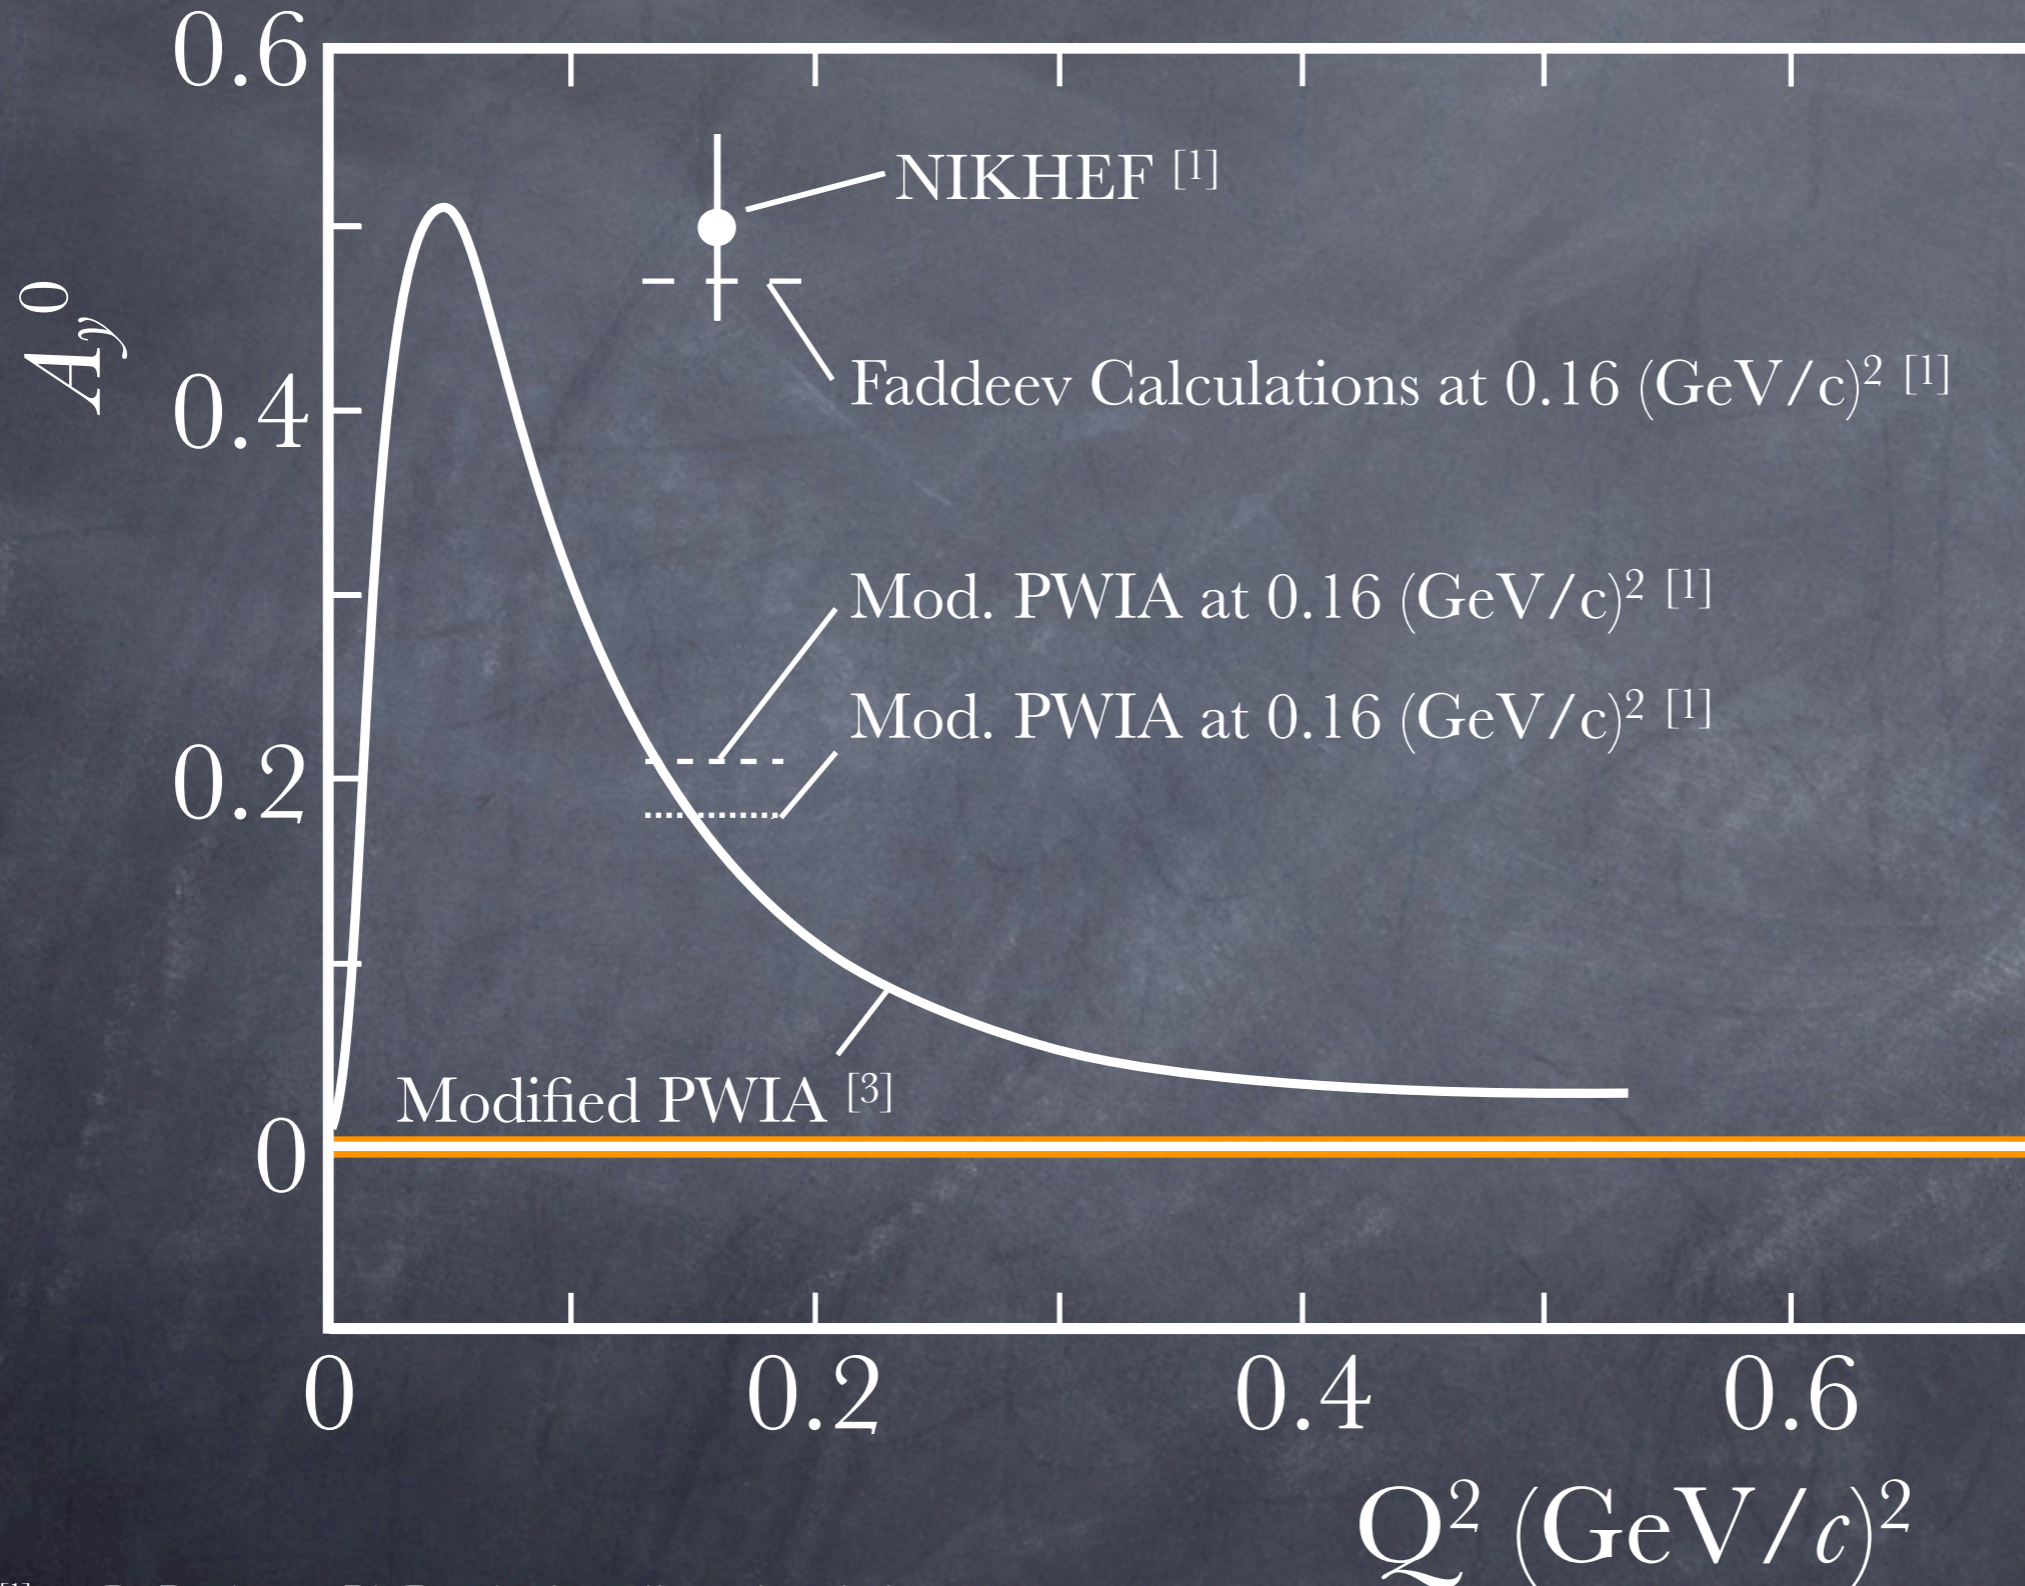 0.6
NIKHEF [1]
A_y^0
Faddeev Calculations at 0.16 (GeV/c)² [1]
0.4
Mod. PWIA at 0.16 (GeV/c)² [1]
Mod. PWIA at 0.16 (GeV/c)² [1]
0.2
Modified PWIA [3]
0
0 0.2 0.4 0.6
Q² (GeV/c)²
[1]